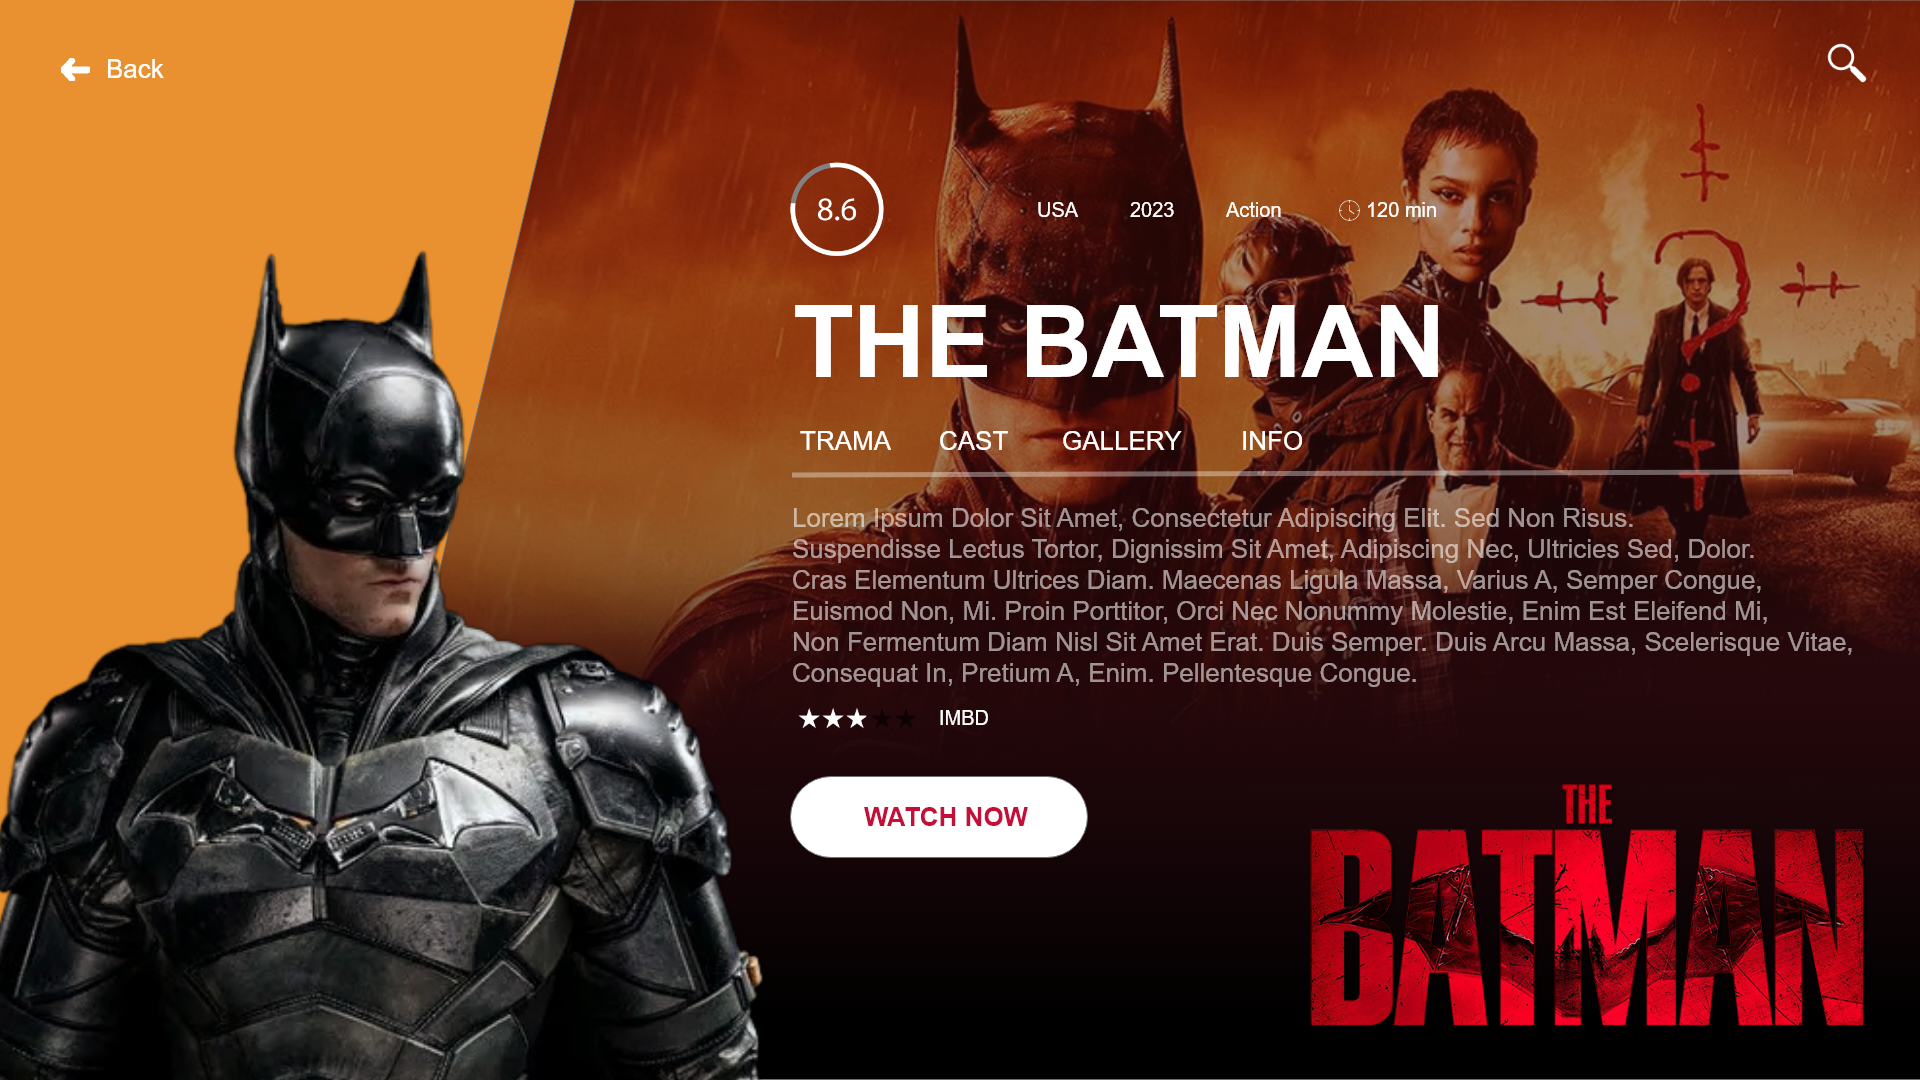 Back
8.6
USA 2023 Action 120 min
THE BATMAN
TRAMA CAST GALLERY INFO
Lorem Ipsum Dolor Sit Amet, Consectetur Adipiscing Elit. Sed Non Risus.
Suspendisse Lectus Tortor, Dignissim Sit Amet, Adipiscing Nec, Ultricies Sed, Dolor.
Cras Elementum Ultrices Diam. Maecenas Ligula Massa, Varius A, Semper Congue,
Euismod Non, Mi. Proin Porttitor, Orci Nec Nonummy Molestie, Enim Est Eleifend Mi,
Non Fermentum Diam Nisl Sit Amet Erat. Duis Semper. Duis Arcu Massa, Scelerisque Vitae,
Consequat In, Pretium A, Enim. Pellentesque Congue.
IMBD
WATCH NOW
THE
BATMAN